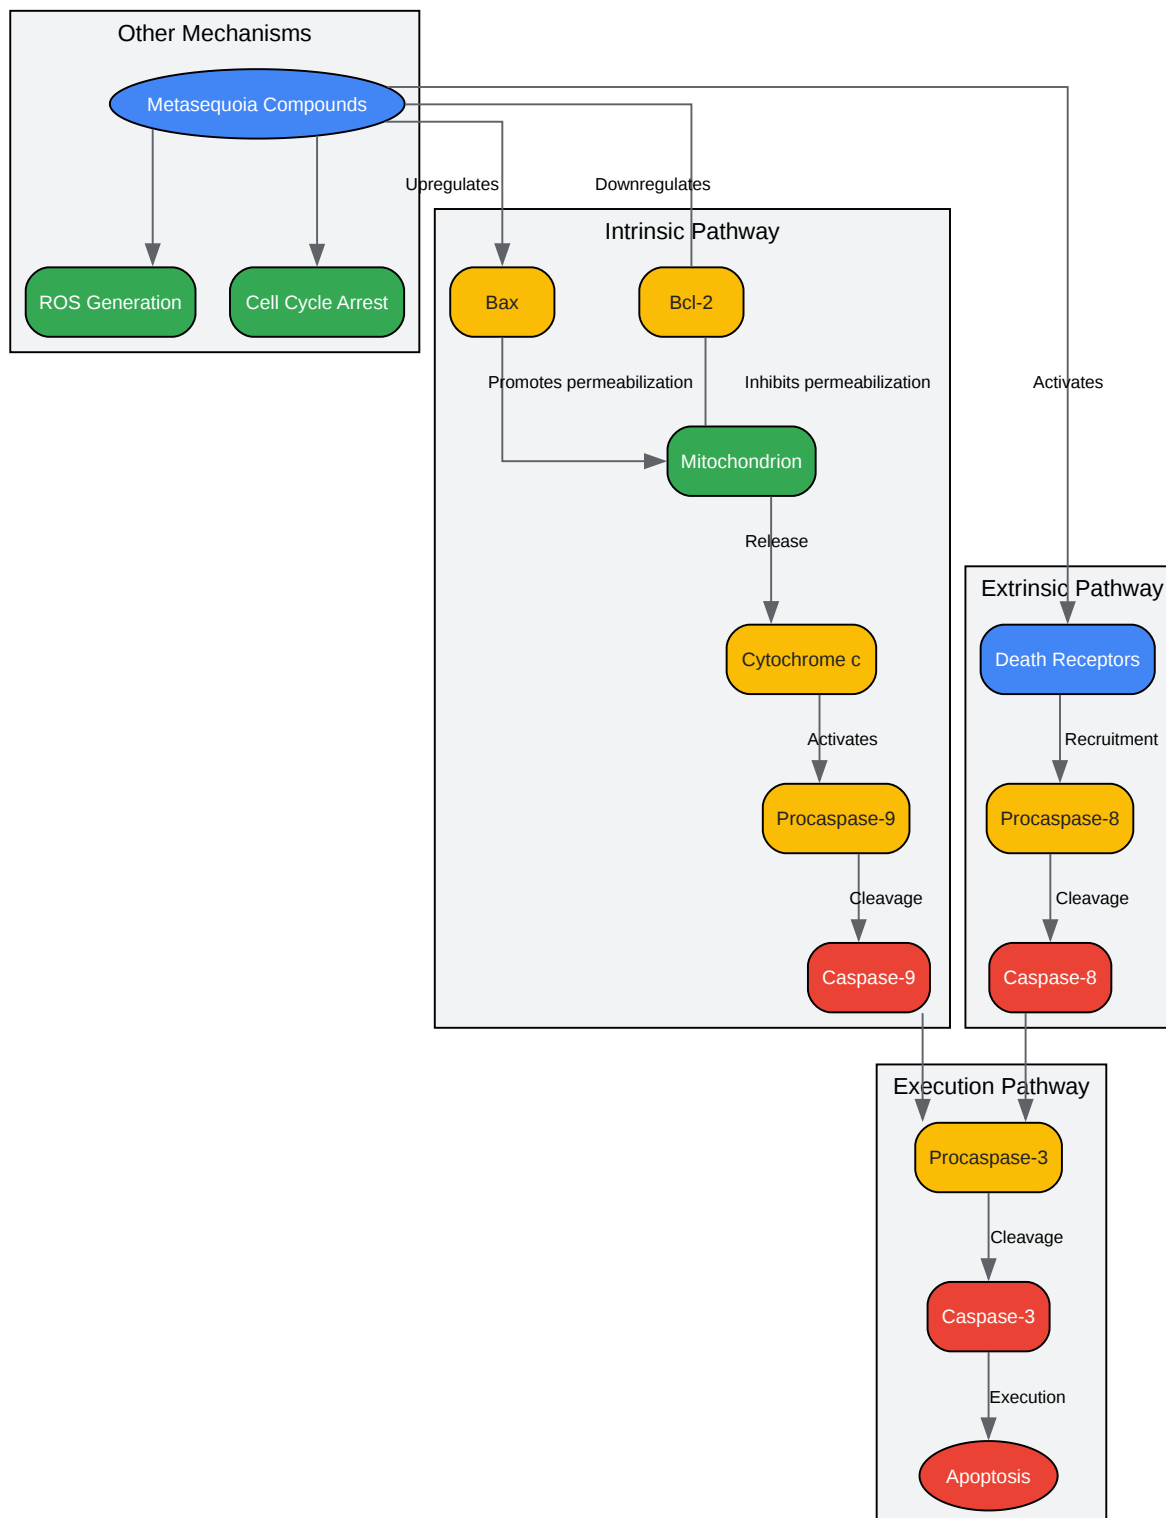 Other Mechanisms
Metasequoia Compounds
Upregulates
Downregulates
Intrinsic Pathway
ROS Generation
Cell Cycle Arrest
Bax
Bcl-2
Promotes permeabilization
Inhibits permeabilization
Activates
Mitochondrion
Release
Extrinsic Pathway
Cytochrome c
Death Receptors
Activates
Recruitment
Procaspase-9
Procaspase-8
Cleavage
Cleavage
Caspase-9
Caspase-8
Execution Pathway
Procaspase-3
Cleavage
Caspase-3
Execution
Apoptosis